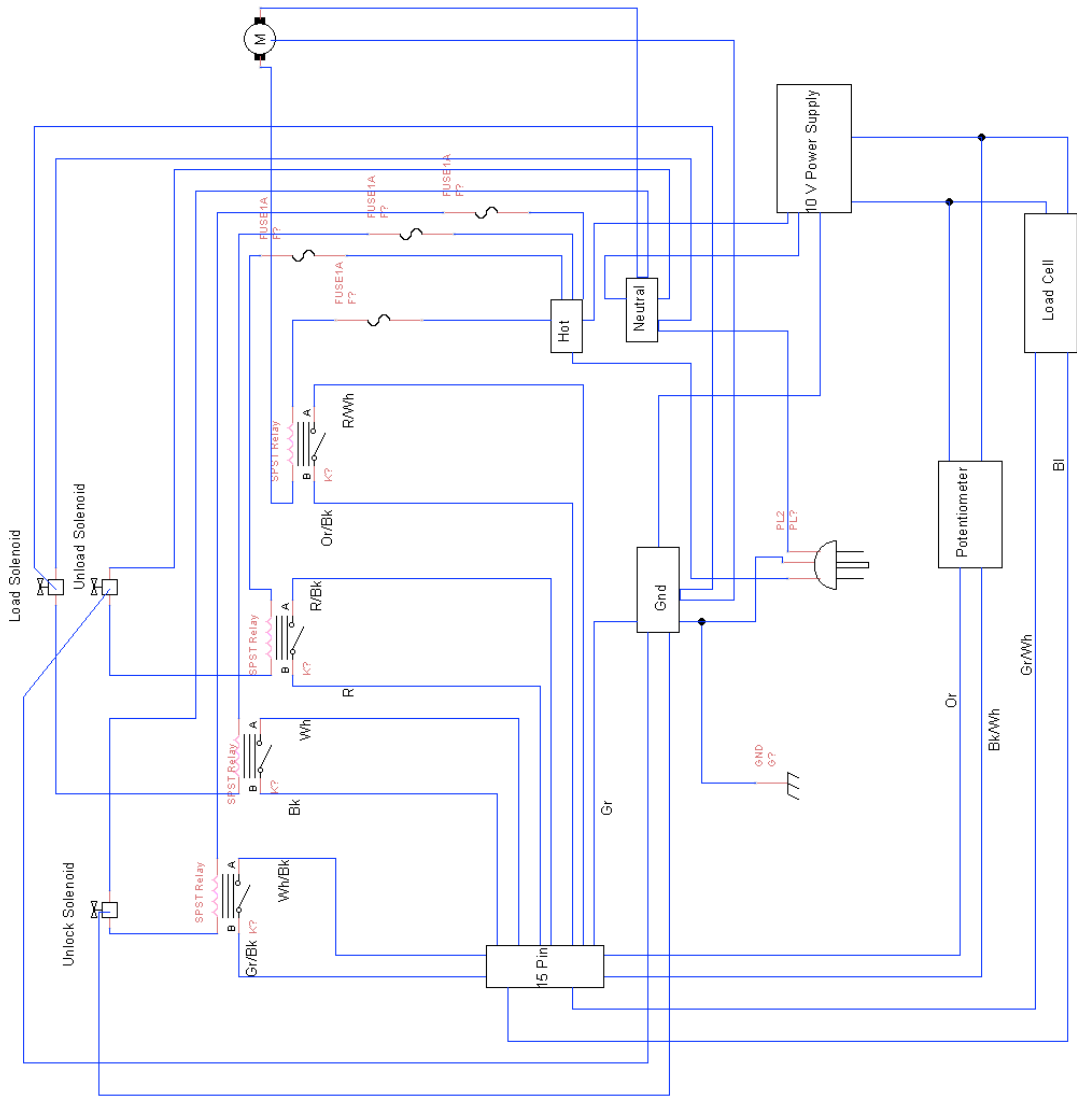 M
10 V Power Supply
FUSE1A
F?
FUSE1A
F?
FUSE1A
F?
FUSE1A
F?
Hot
Neutral
Load Cell
SPST Relay
A
B
K?
R/Wh
Or/Bk
Load Solenoid
Unload Solenoid
SPST Relay
A
B
K?
R/Bk
R
Gnd
PL2
PL?
Potentiometer
Bl
Gr/Wh
Or
Bk/Wh
SPST Relay
A
B
K?
Wh
Bk
GND
G?
Gr
Unlock Solenoid
SPST Relay
A
B
K?
Wh/Bk
Gr/Bk
15 Pin